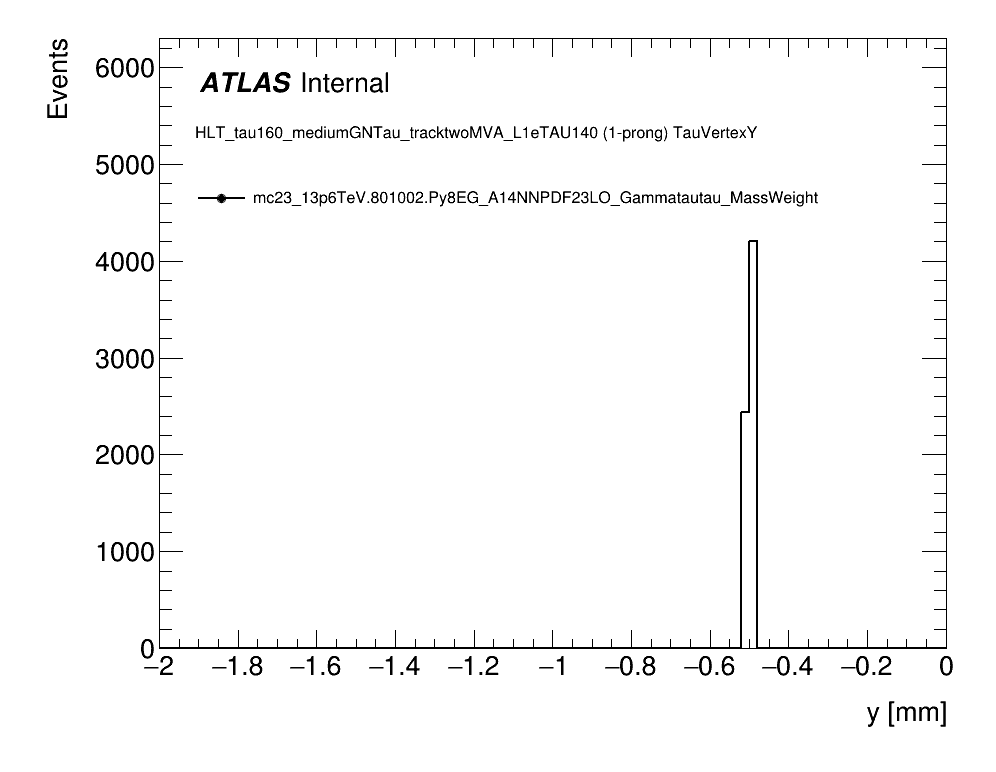 Events
6000
5000
4000
3000
2000
1000
0
ATLAS Internal
HLT_tau160_mediumGNTau_tracktwoMVA_L1eTAU140 (1-prong) TauVertexY
mc23_13p6TeV.801002.Py8EG_A14NNPDF23LO_Gammatautau_MassWeight
−2 −1.8 −1.6 −1.4 −1.2 −1 −0.8 −0.6 −0.4 −0.2 0
y [mm]